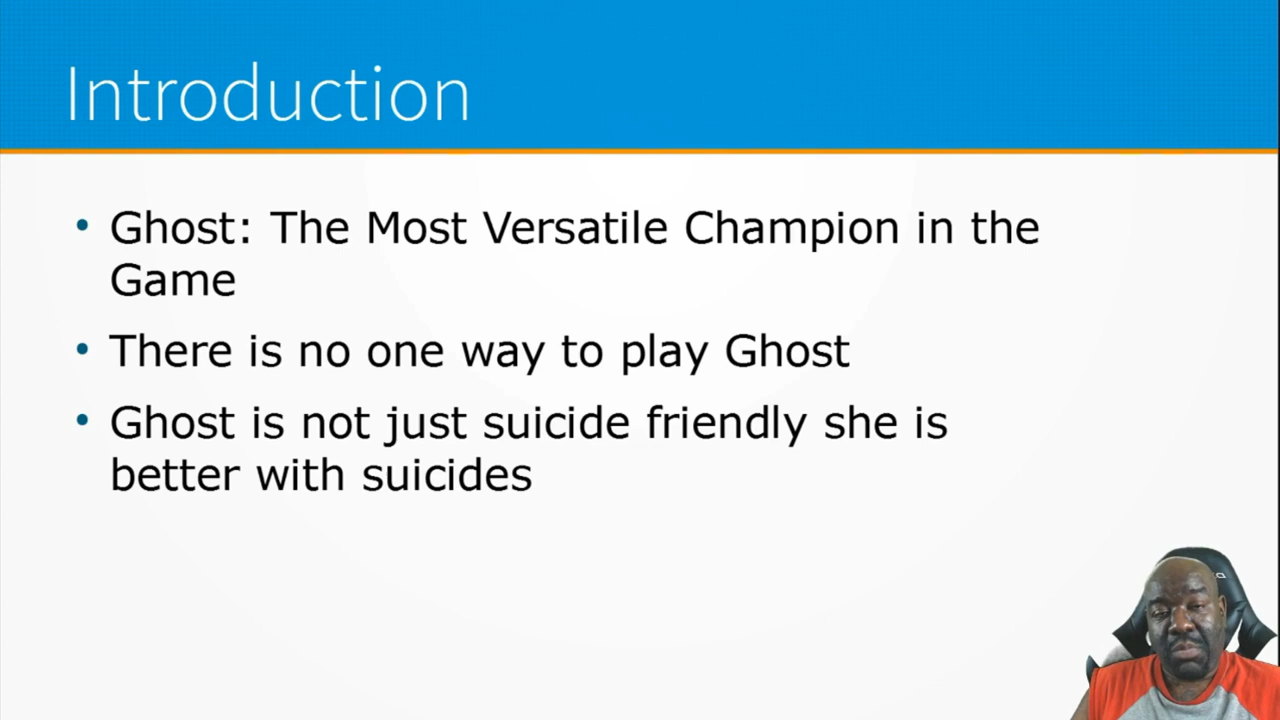 Introduction
• Ghost: The Most Versatile Champion in the
Game
• There is no one way to play Ghost
• Ghost is not just suicide friendly she is
better with suicides